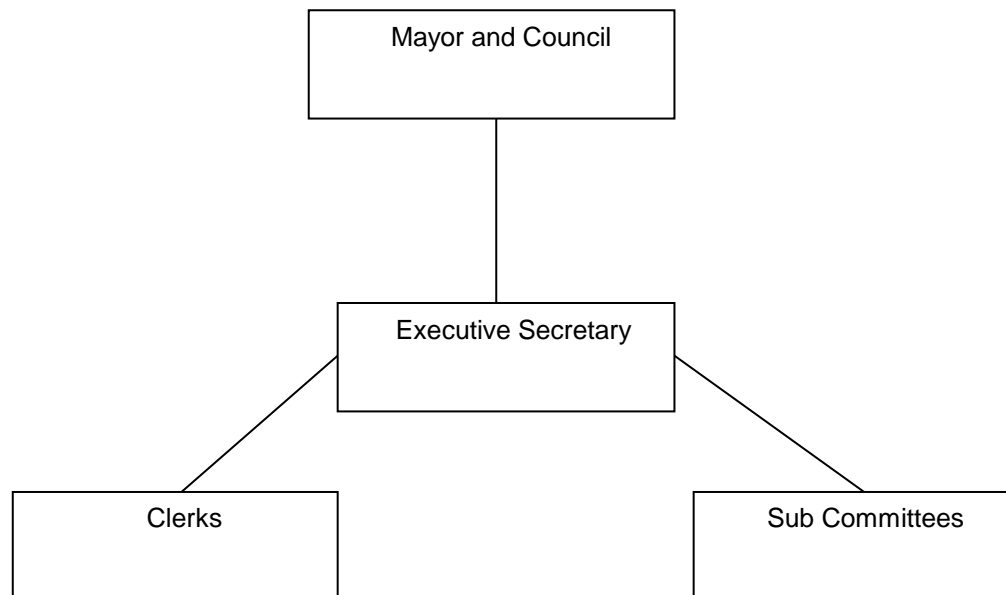 Mayor and Council
Executive Secretary
Clerks
Sub Committees